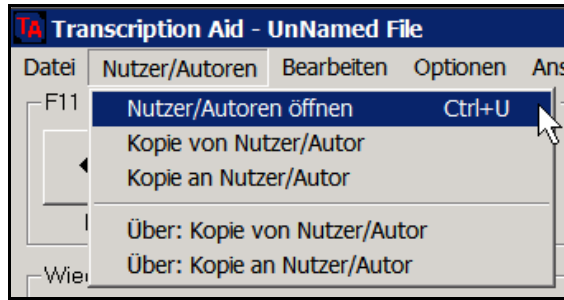 TA Transcription Aid - UnNamed File
Datei Nutzer/Autoren Bearbeiten Optionen
F11
Nutzer/Autoren öffnen Ctrl+U
Kopie von Nutzer/Autor
Kopie an Nutzer/Autor
Über: Kopie von Nutzer/Autor
Über: Kopie an Nutzer/Autor